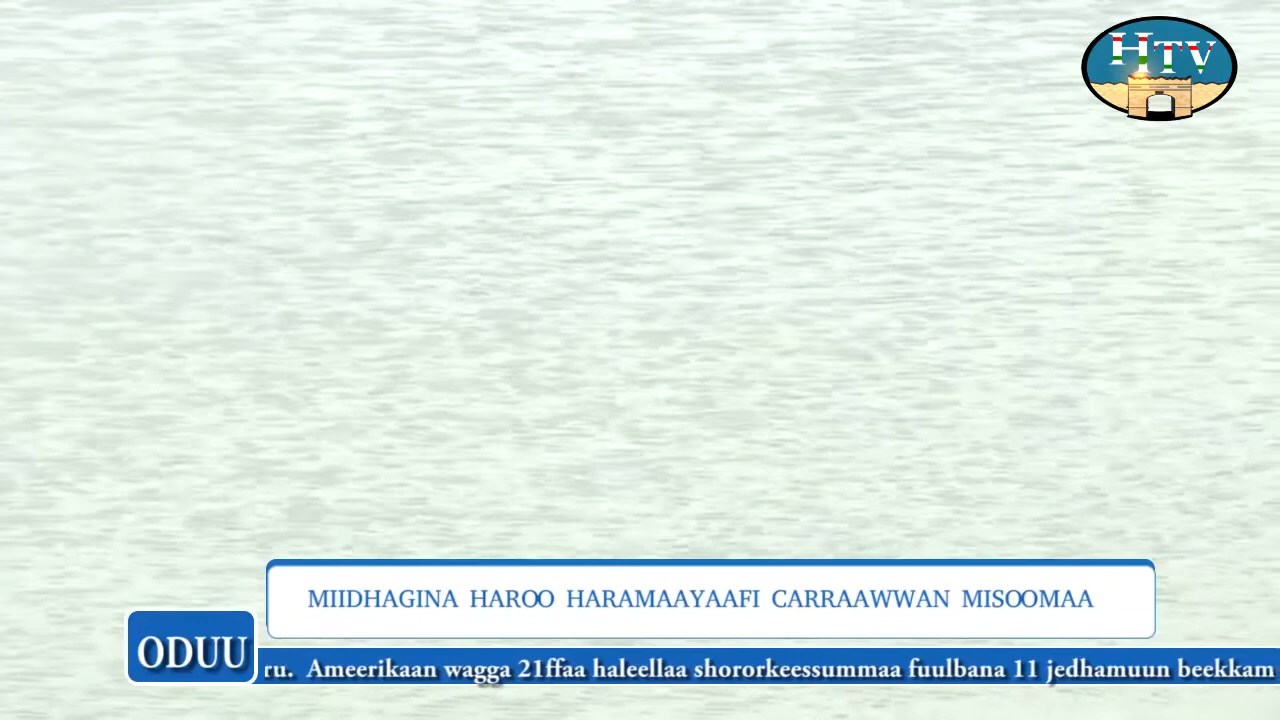 HTV
MIIDHAGINA HAROO HARAMAAYAAFI CARRAAWWAN MISOOMAA
ODUU
ru. Ameerikaan wagga 21ffaa haleellaa shororkeessummaa fuulbana 11 jedhamuun beekkam